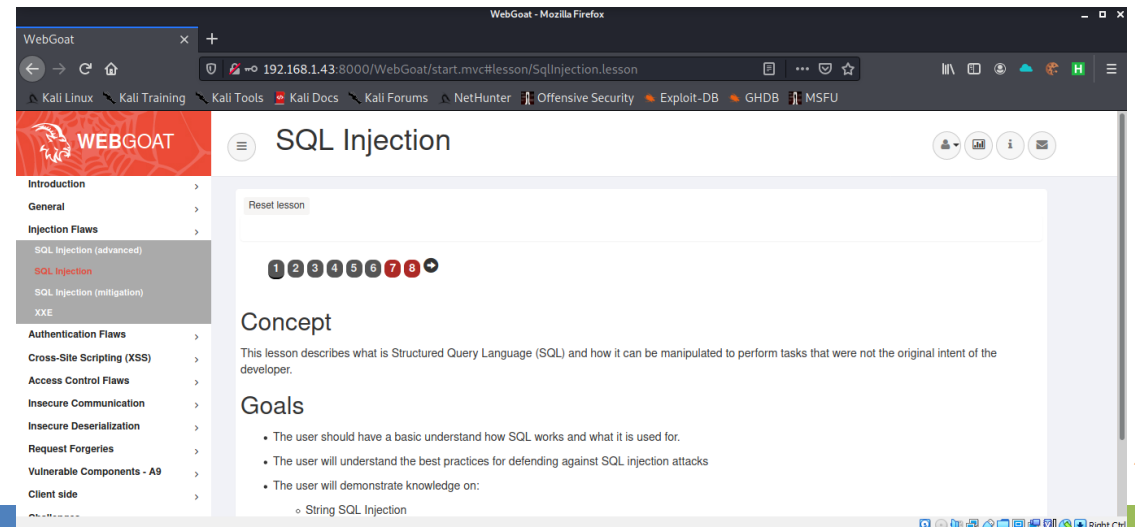 WebGoat - Mozilla Firefox
WebGoat
192.168.1.43:8000/WebGoat/start.mvc#lesson/SqlInjection.lesson
Kali Linux Kali Training Kali Tools Kali Docs Kali Forums NetHunter Offensive Security Exploit-DB GHDB MSFU
WEBGOAT
SQL Injection
Introduction
General
Injection Flaws
SQL Injection (advanced)
SQL Injection
SQL Injection (mitigation)
XXE
Authentication Flaws
Cross-Site Scripting (XSS)
Access Control Flaws
Insecure Communication
Insecure Deserialization
Request Forgeries
Vulnerable Components - A9
Client side
Reset lesson
1 2 3 4 5 6 7 8
Concept
This lesson describes what is Structured Query Language (SQL) and how it can be manipulated to perform tasks that were not the original intent of the
developer.
Goals
• The user should have a basic understand how SQL works and what it is used for.
• The user will understand the best practices for defending against SQL injection attacks
• The user will demonstrate knowledge on:
◦ String SQL Injection
Right Ctrl